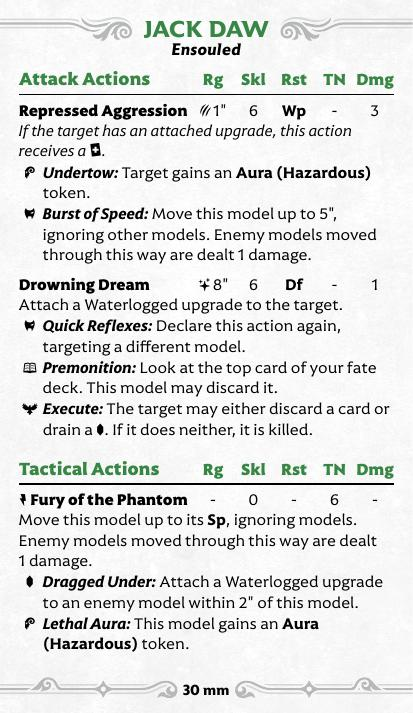 JACK DAW
Ensouled
Attack Actions Rg Skl Rst TN Dmg
Repressed Aggression 1" 6 Wp - 3
If the target has an attached upgrade, this action
receives a .
Undertow: Target gains an Aura (Hazardous)
token.
Burst of Speed: Move this model up to 5",
ignoring other models. Enemy models moved
through this way are dealt 1 damage.
Drowning Dream 8" 6 Df - 1
Attach a Waterlogged upgrade to the target.
Quick Reflexes: Declare this action again,
targeting a different model.
Premonition: Look at the top card of your fate
deck. This model may discard it.
Execute: The target may either discard a card or
drain a . If it does neither, it is killed.
Tactical Actions Rg Skl Rst TN Dmg
Fury of the Phantom - 0 - 6 -
Move this model up to its Sp, ignoring models.
Enemy models moved through this way are dealt
1 damage.
Dragged Under: Attach a Waterlogged upgrade
to an enemy model within 2" of this model.
Lethal Aura: This model gains an Aura
(Hazardous) token.
30 mm